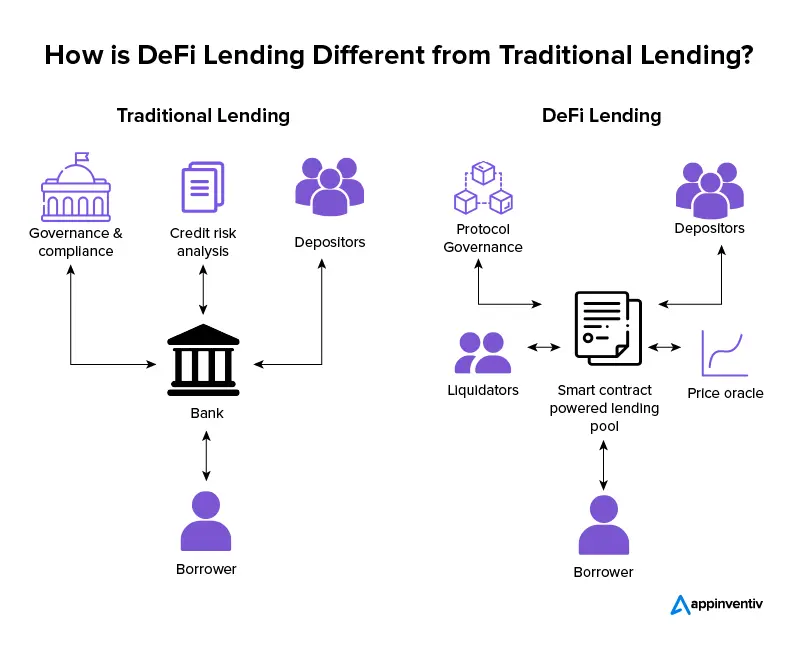 How is DeFi Lending Different from Traditional Lending?
Traditional Lending
Governance &
compliance
Credit risk
analysis
Depositors
Bank
Borrower
DeFi Lending
Protocol
Governance
Depositors
Liquidators
Smart contract
powered lending
pool
Price oracle
Borrower
appinventiv